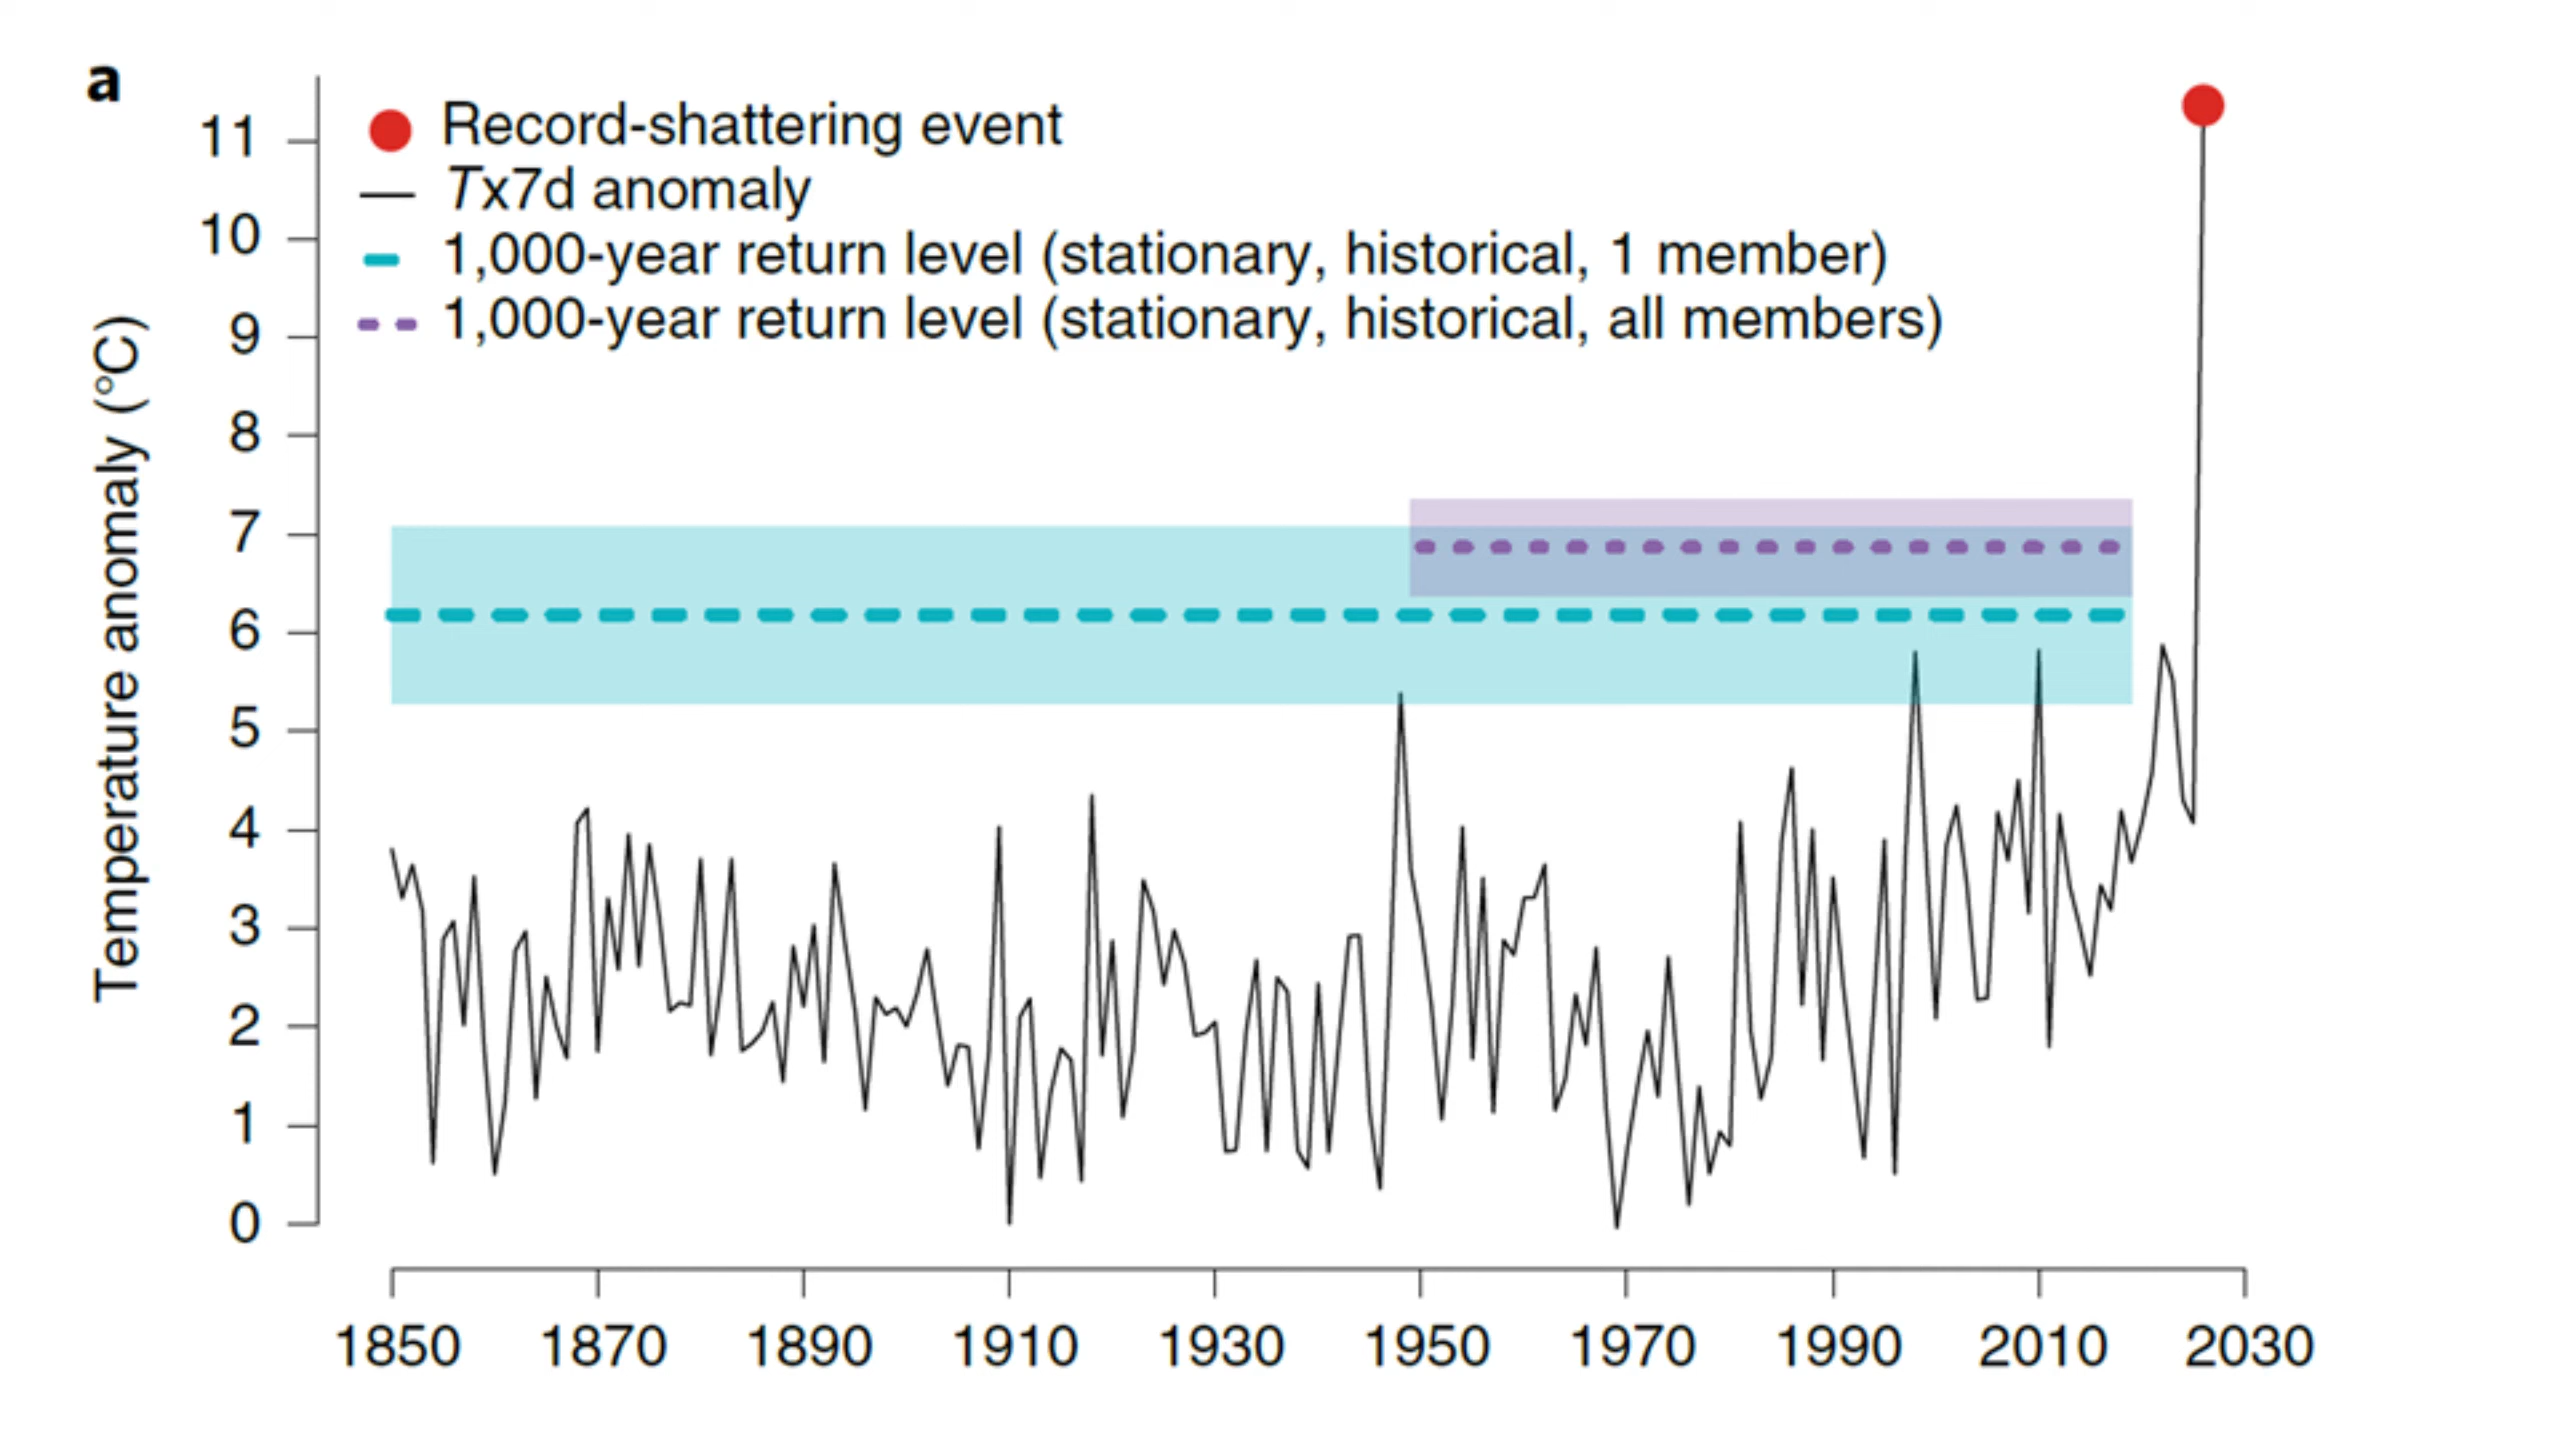 a
Record-shattering event
Tx7d anomaly
1,000-year return level (stationary, historical, 1 member)
1,000-year return level (stationary, historical, all members)
Temperature anomaly (°C)
11
10
9
8
7
6
5
4
3
2
1
0
1850 1870 1890 1910 1930 1950 1970 1990 2010 2030